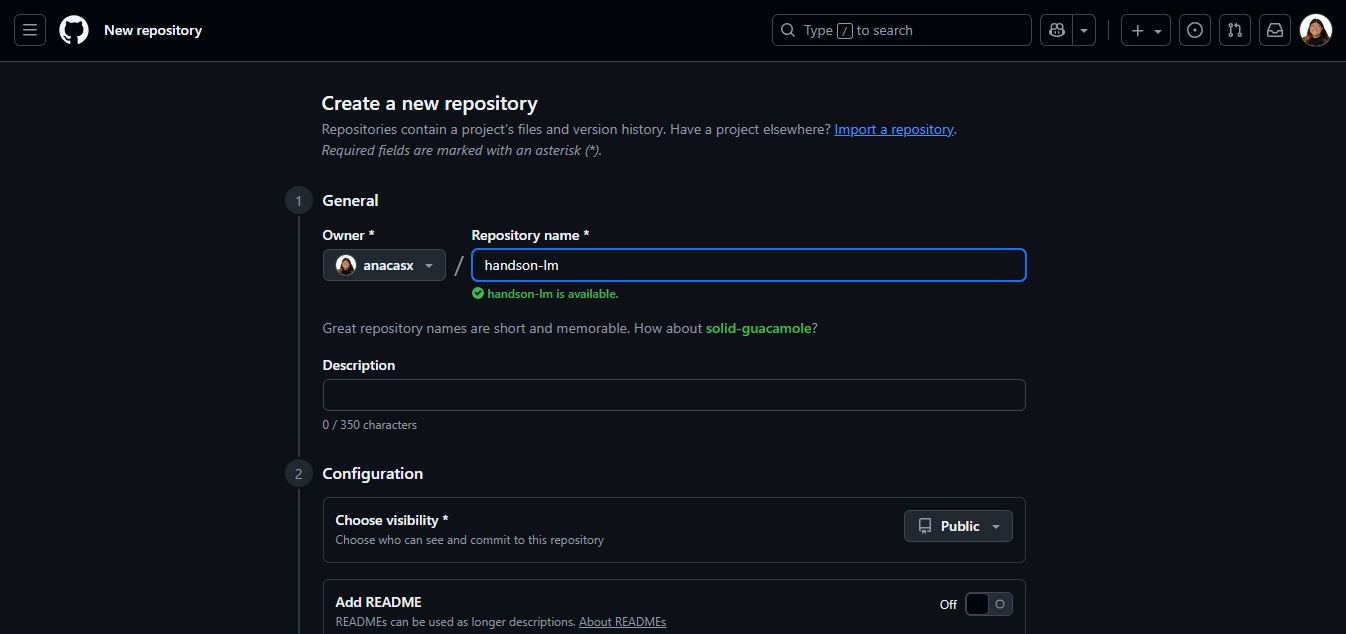 New repository
Type / to search
Create a new repository
Repositories contain a project's files and version history. Have a project elsewhere? Import a repository.
Required fields are marked with an asterisk (*).
1 General
Owner * Repository name *
anacasx / handson-lm
handson-lm is available.
Great repository names are short and memorable. How about solid-guacamole?
Description
0 / 350 characters
2 Configuration
Choose visibility * Public
Choose who can see and commit to this repository
Add README Off
READMEs can be used as longer descriptions. About READMEs